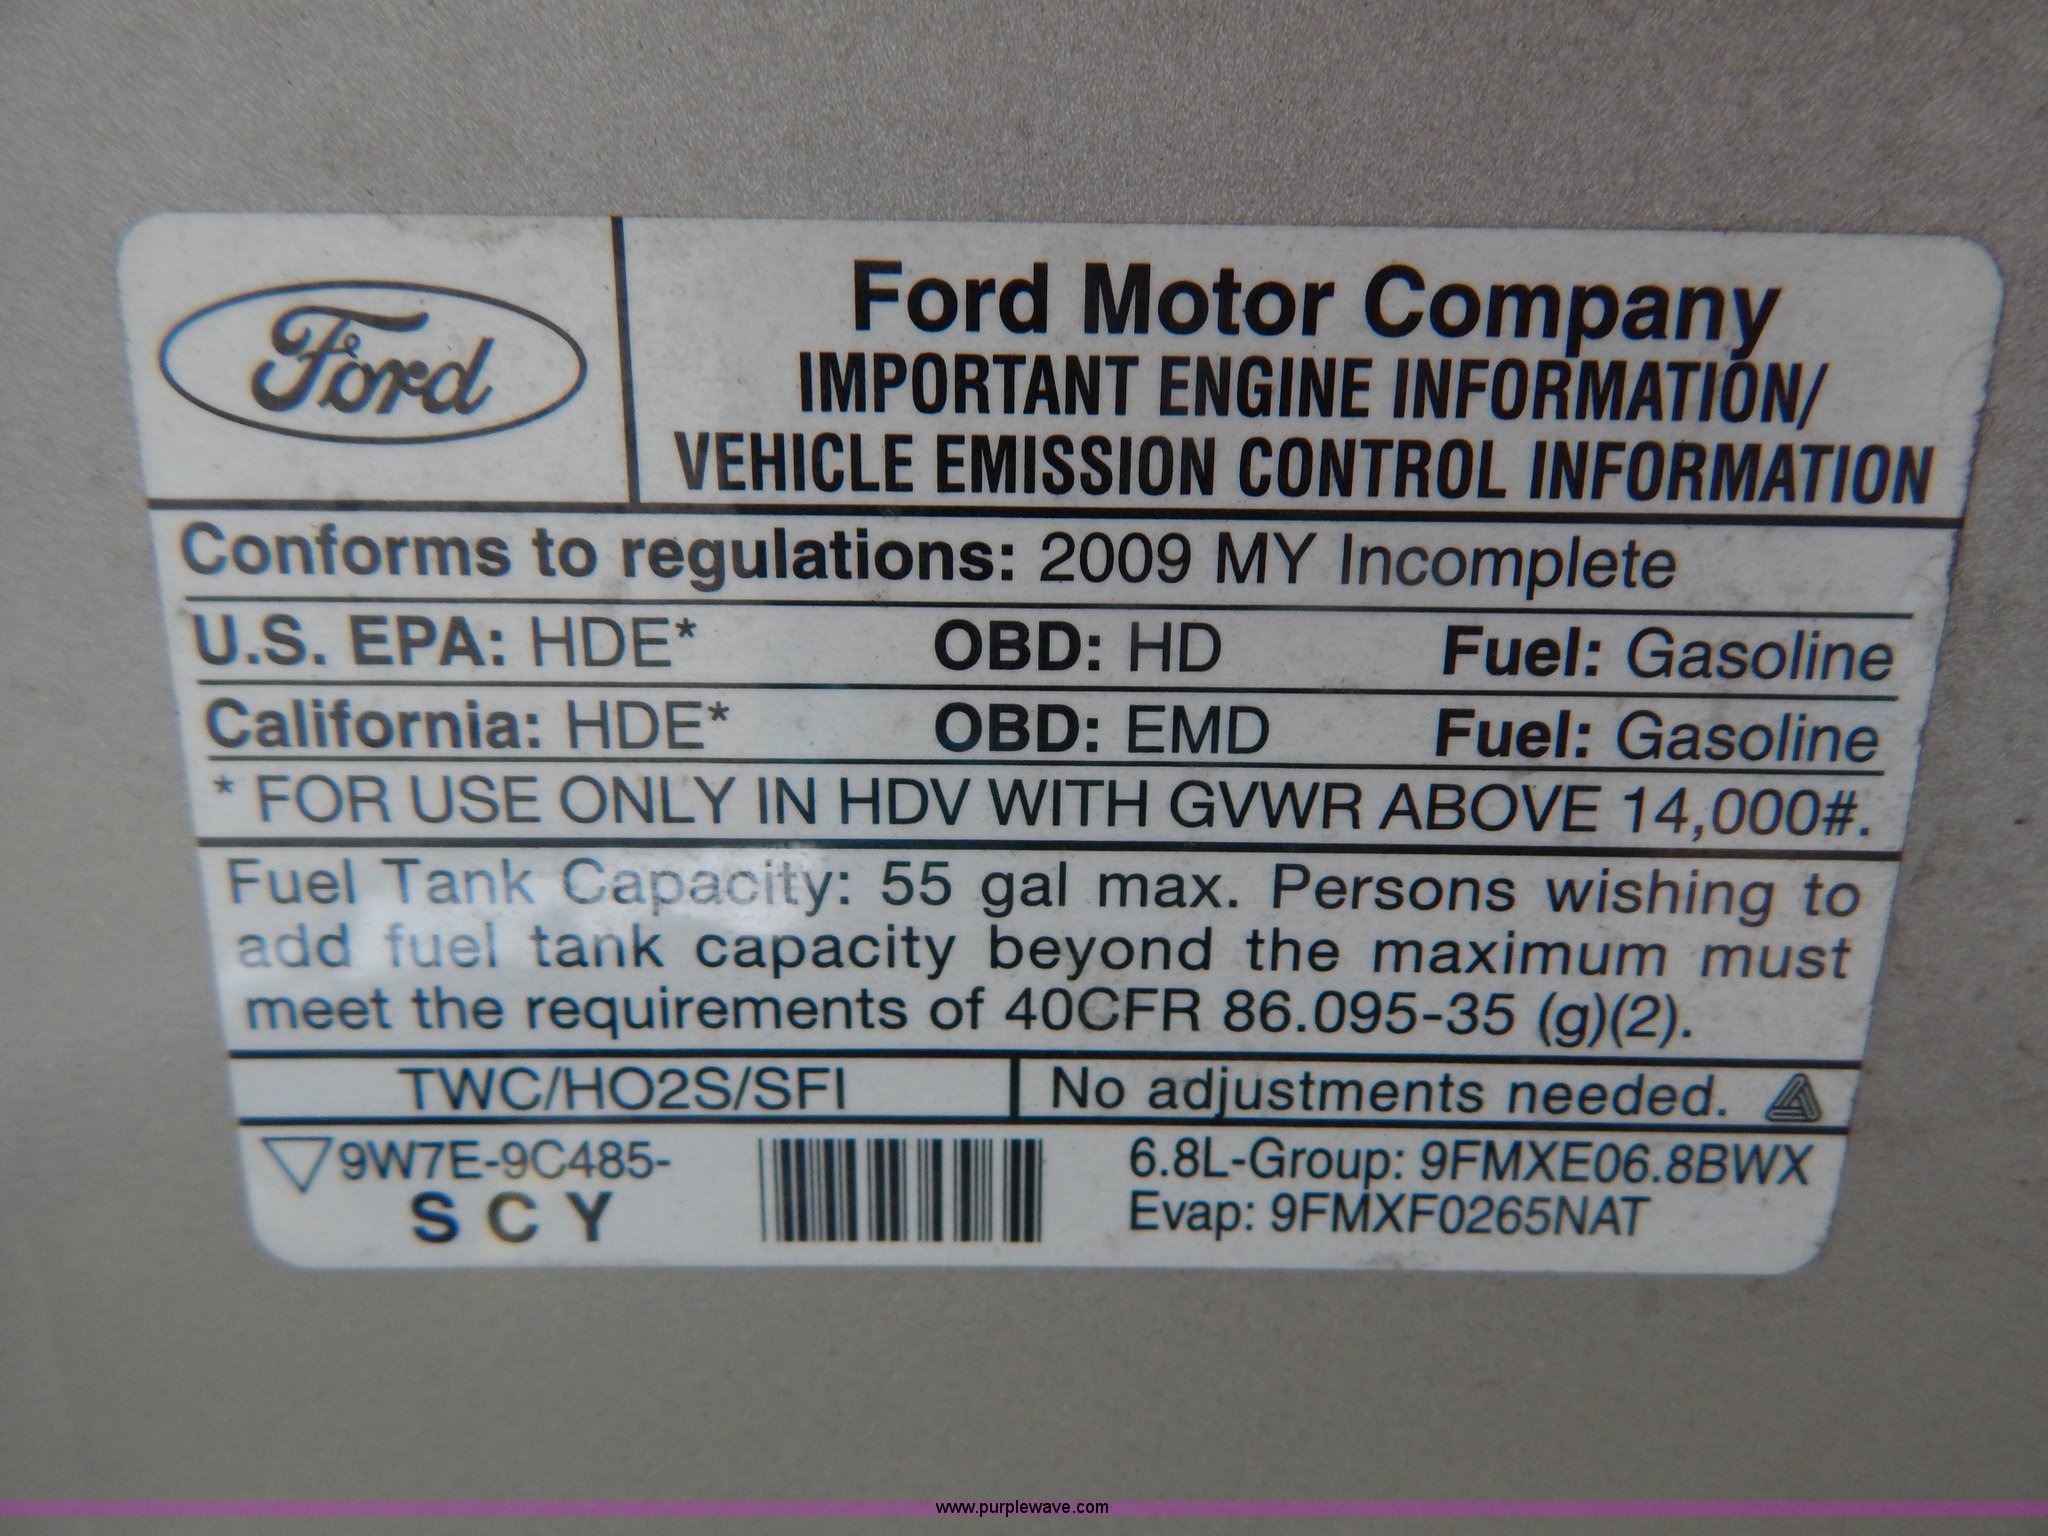 Ford
Ford Motor Company
IMPORTANT ENGINE INFORMATION/
VEHICLE EMISSION CONTROL INFORMATION
Conforms to regulations: 2009 MY Incomplete
U.S. EPA: HDE* OBD: HD Fuel: Gasoline
California: HDE* OBD: EMD Fuel: Gasoline
* FOR USE ONLY IN HDV WITH GVWR ABOVE 14,000#.
Fuel Tank Capacity: 55 gal max. Persons wishing to
add fuel tank capacity beyond the maximum must
meet the requirements of 40CFR 86.095-35 (g)(2).
TWC/HO2S/SFI No adjustments needed.
9W7E-9C485-
SCY
6.8L-Group: 9FMXE06.8BWX
Evap: 9FMXF0265NAT
www.purplewave.com